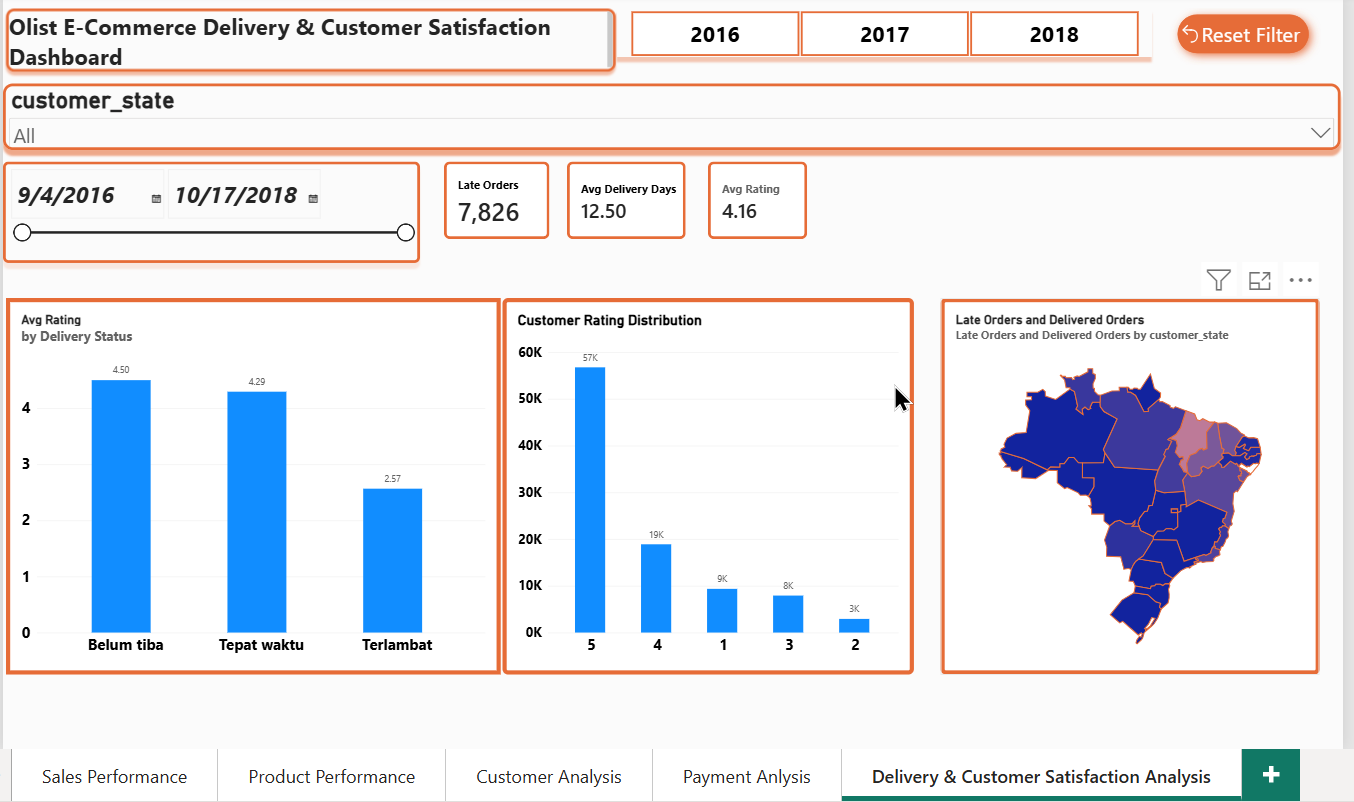 Olist E-Commerce Delivery & Customer Satisfaction
Dashboard
2016
2017
2018
Reset Filter
customer_state
All
9/4/2016
10/17/2018
Late Orders
7,826
Avg Delivery Days
12.50
Avg Rating
4.16
Avg Rating
by Delivery Status
4.50
4.29
2.57
4
3
2
1
0
Belum tiba
Tepat waktu
Terlambat
Customer Rating Distribution
60K
50K
40K
30K
20K
10K
0K
57K
19K
9K
8K
3K
5
4
1
3
2
Late Orders and Delivered Orders
Late Orders and Delivered Orders by customer_state
Sales Performance
Product Performance
Customer Analysis
Payment Anlysis
Delivery & Customer Satisfaction Analysis
+